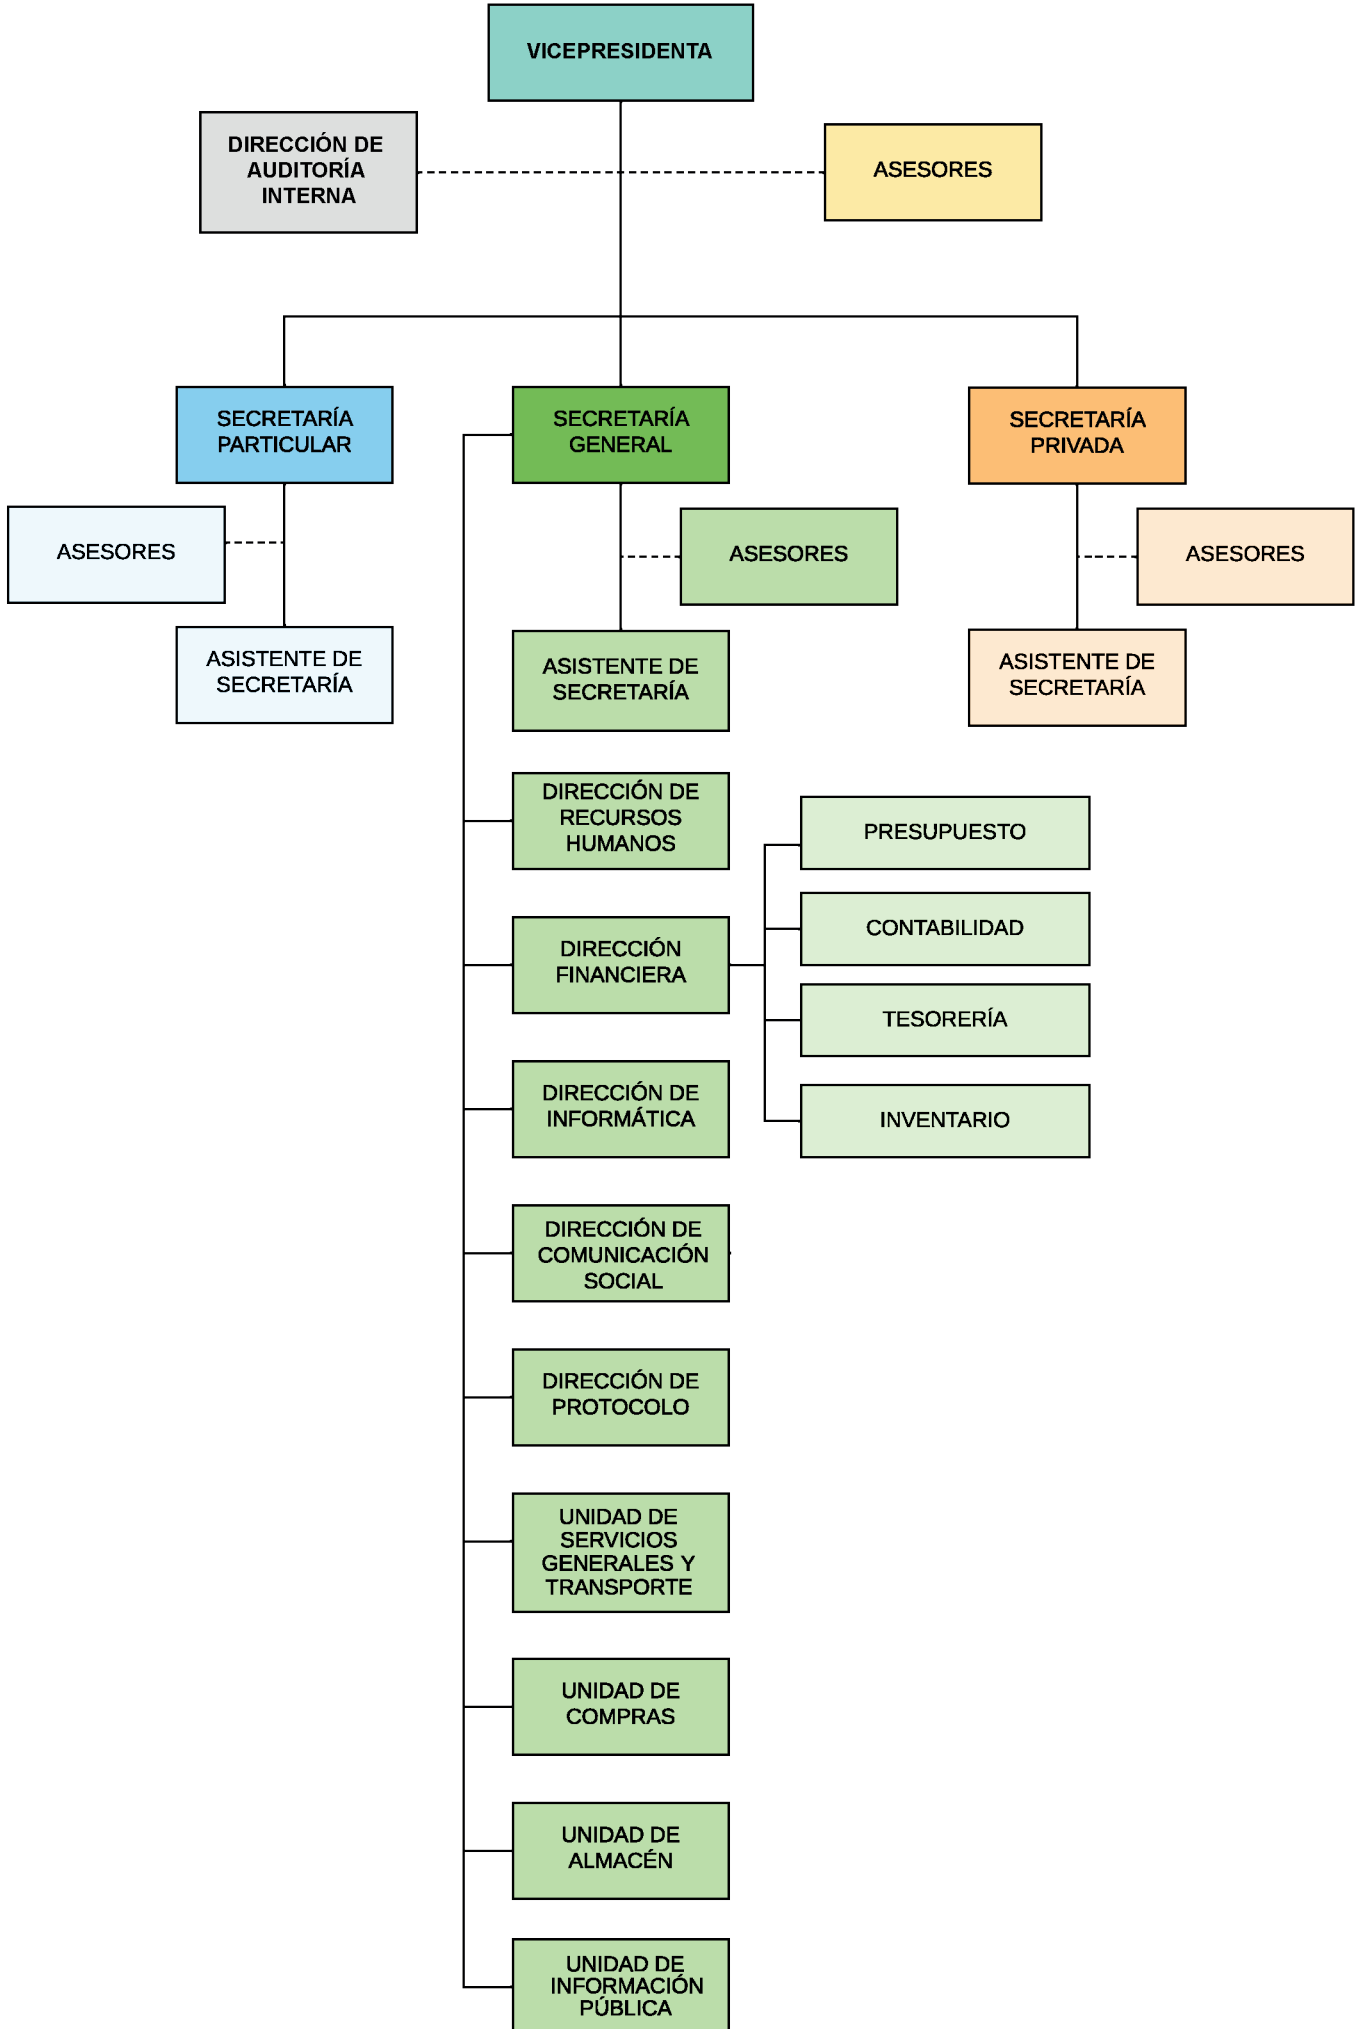 VICEPRESIDENTA
DIRECCIÓN DE
AUDITORÍA
INTERNA
ASESORES
SECRETARÍA
PARTICULAR
SECRETARÍA
GENERAL
SECRETARÍA
PRIVADA
ASESORES
ASESORES
ASESORES
ASISTENTE DE
SECRETARÍA
ASISTENTE DE
SECRETARÍA
ASISTENTE DE
SECRETARÍA
DIRECCIÓN DE
RECURSOS
HUMANOS
DIRECCIÓN
FINANCIERA
PRESUPUESTO
CONTABILIDAD
TESORERÍA
INVENTARIO
DIRECCIÓN DE
INFORMÁTICA
DIRECCIÓN DE
COMUNICACIÓN
SOCIAL
DIRECCIÓN DE
PROTOCOLO
UNIDAD DE
SERVICIOS
GENERALES Y
TRANSPORTE
UNIDAD DE
COMPRAS
UNIDAD DE
ALMACÉN
UNIDAD DE
INFORMACIÓN
PÚBLICA